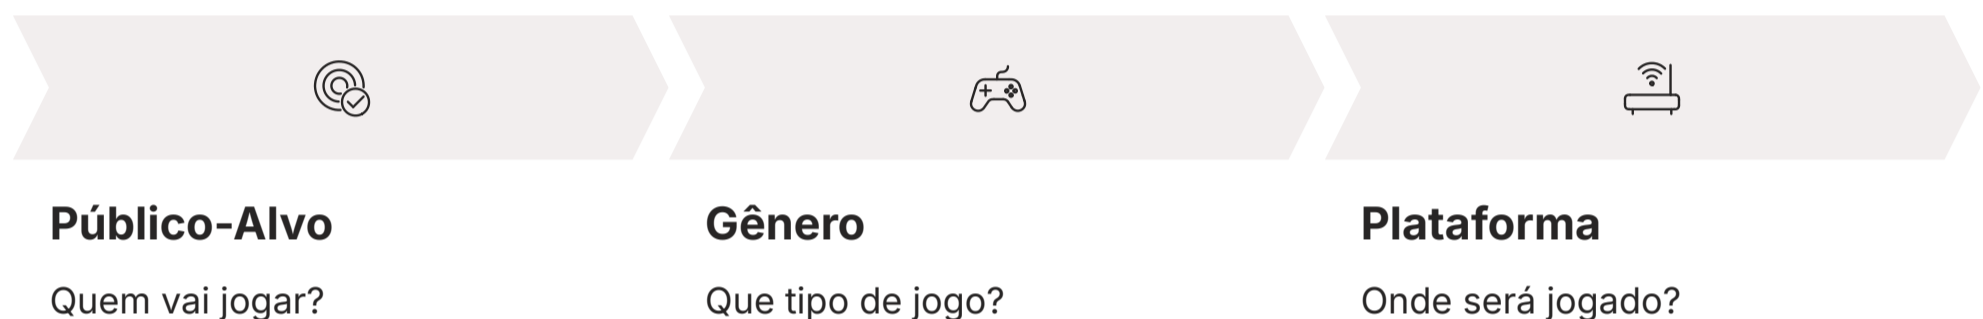 Público-Alvo
Quem vai jogar?
Gênero
Que tipo de jogo?
Plataforma
Onde será jogado?